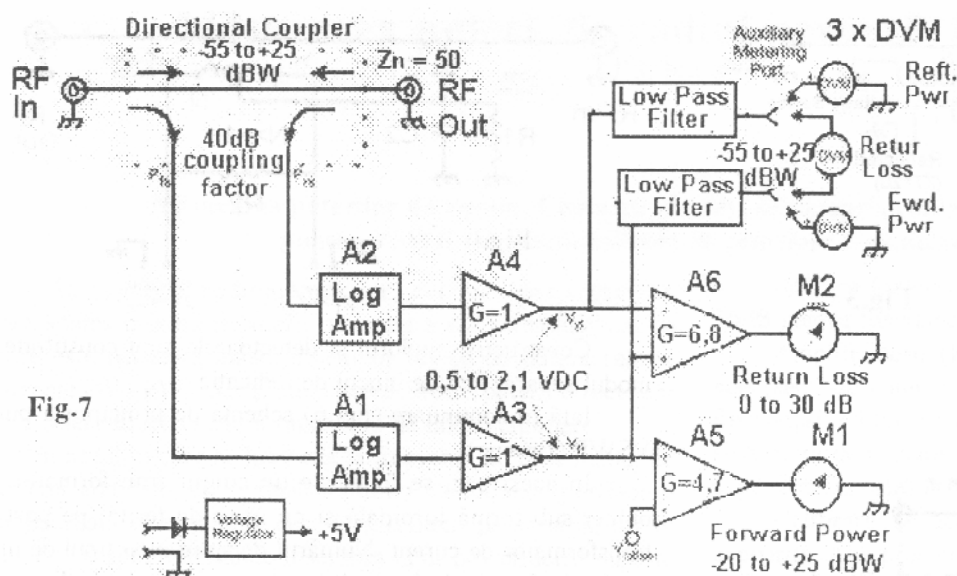 Directional Coupler
-55 to +25
dBW
Zn = 50
RF
In
RF
Out
40dB
coupling
factor
Auxiliary
Metering
Port
3 x DVM
DVM
Reft.
Pwr
Low Pass
Filter
-55 to +25
dBW
DVM
Retur
Loss
Low Pass
Filter
DVM
Fwd.
Pwr
A2
Log
Amp
A4
G=1
A6
G=6,8
M2
Return Loss
0 to 30 dB
0,5 to 2,1 VDC
Fig.7
A1
Log
Amp
A3
G=1
A5
G=4,7
M1
Forward Power
-20 to +25 dBW
Voltage
Regulator
+5V